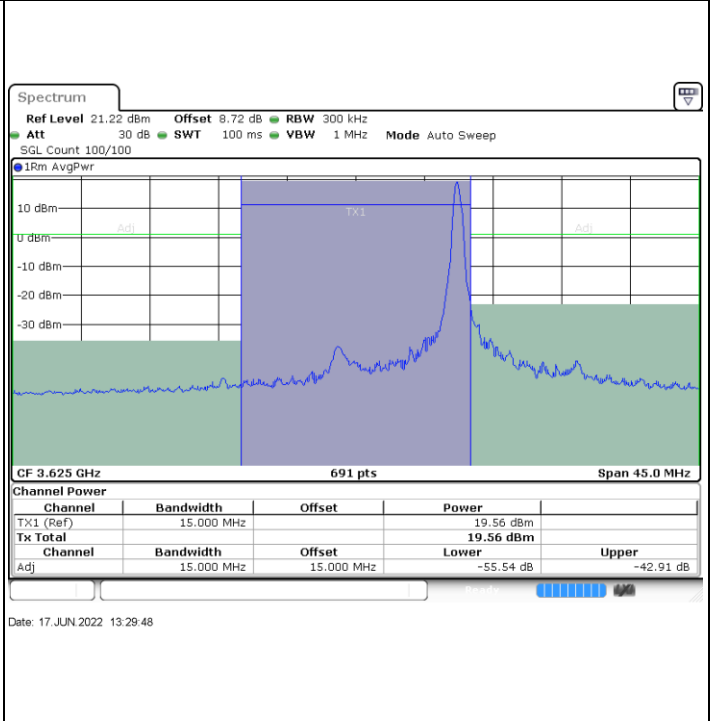 Spectrum
Ref Level 21.22 dBm Offset 8.72 dB RBW 300 kHz
Att 30 dB SWT 100 ms VBW 1 MHz Mode Auto Sweep
SGL Count 100/100
1Rm AvgPwr
10 dBm
TX1
Adj
Adj
0 dBm
-10 dBm
-20 dBm
-30 dBm
CF 3.625 GHz 691 pts Span 45.0 MHz
Channel Power
Channel Bandwidth Offset Power
TX1 (Ref) 15.000 MHz 19.56 dBm
Tx Total 19.56 dBm
Channel Bandwidth Offset Lower Upper
Adj 15.000 MHz 15.000 MHz -55.54 dB -42.91 dB
Ready
Date: 17.JUN.2022 13:29:48